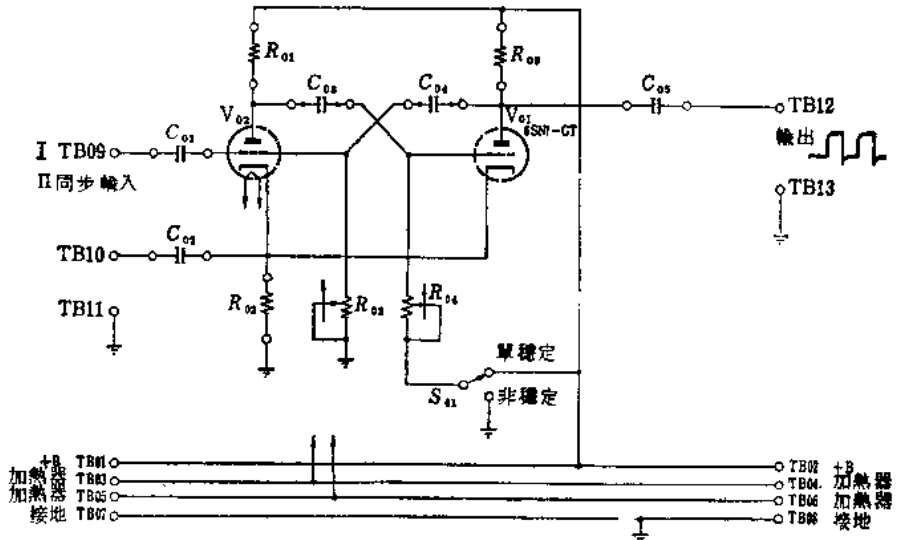 R₀₁
R₀₅
C₀₃
C₀₄
C₀₅
V₀₂
V₀₁
6SN7-GT
TB12
C₀₁
I TB09
輸出
II 同步輸入
TB13
C₀₂
TB10
TB11
R₀₂
R₀₃
R₀₄
單穩定
S₀₁
非穩定
+B TB01
TB02 +B
加熱器 TB03
TB04 加熱器
加熱器 TB05
TB06 加熱器
接地 TB07
TB08 接地